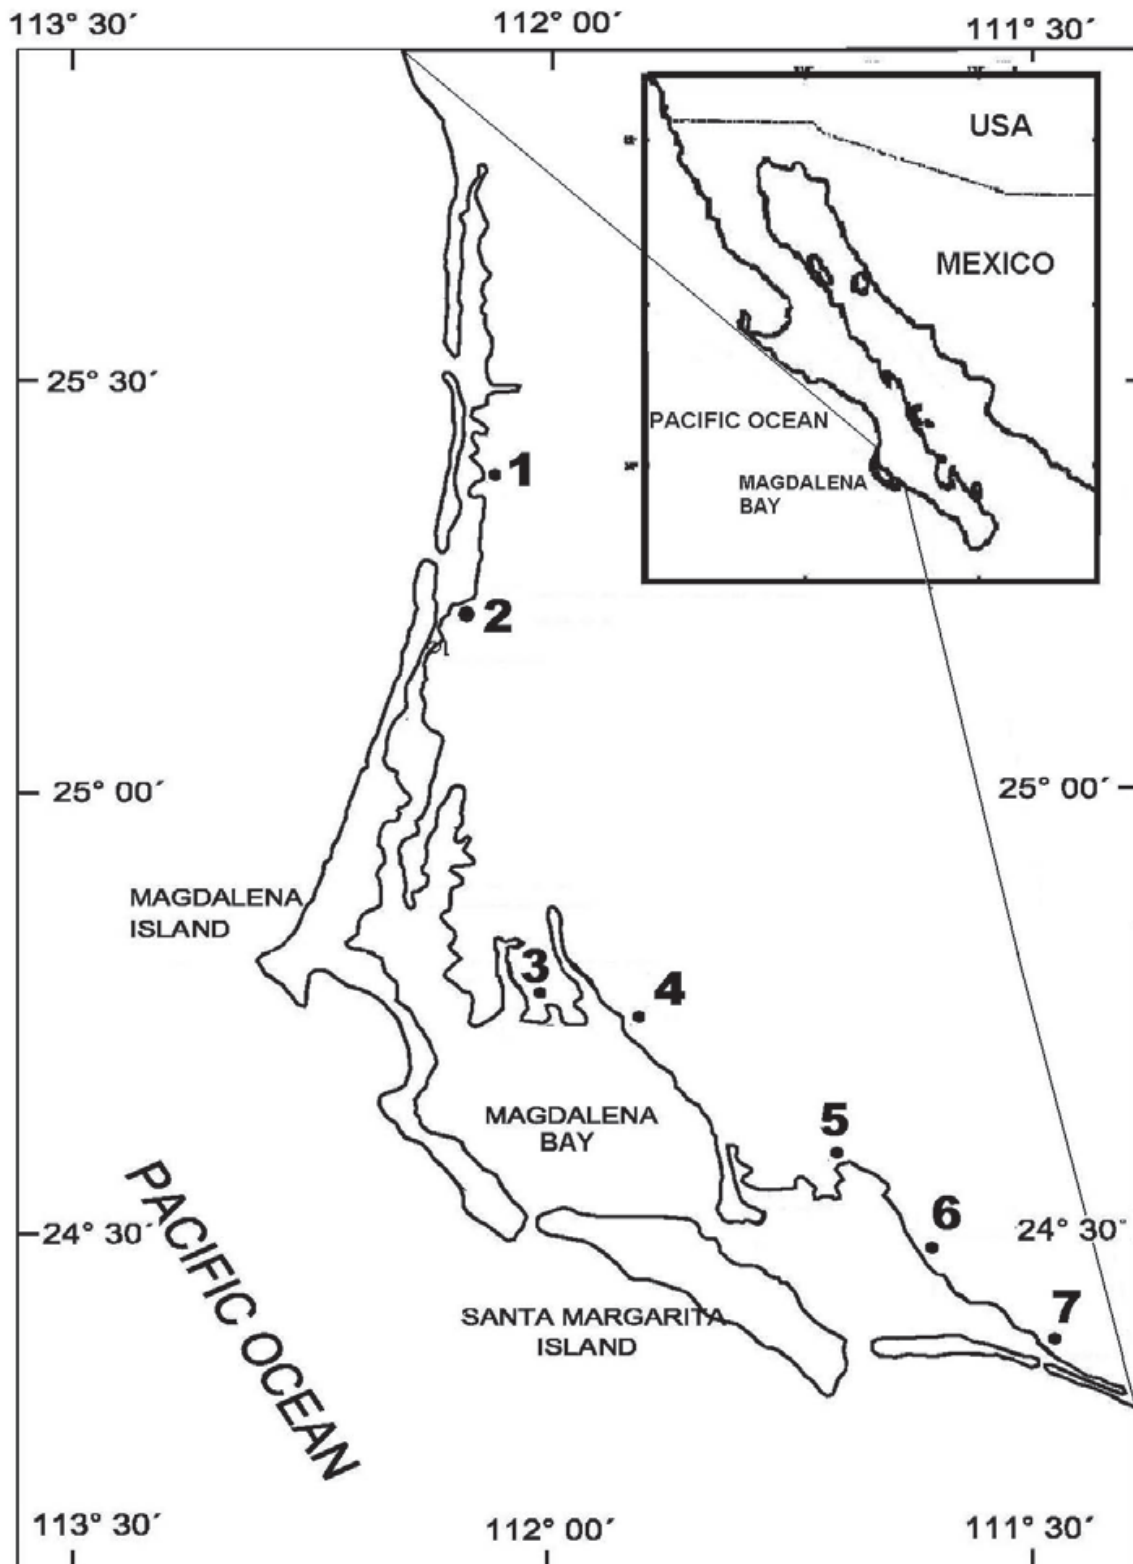 113° 30´
112° 00´
111° 30´
USA
MEXICO
25° 30´
PACIFIC OCEAN
1
MAGDALENA
BAY
2
25° 00´
25° 00´
MAGDALENA
ISLAND
3
4
MAGDALENA
BAY
5
PACIFIC OCEAN
6
24° 30´
24° 30´
SANTA MARGARITA
ISLAND
7
113° 30´
112° 00´
111° 30´